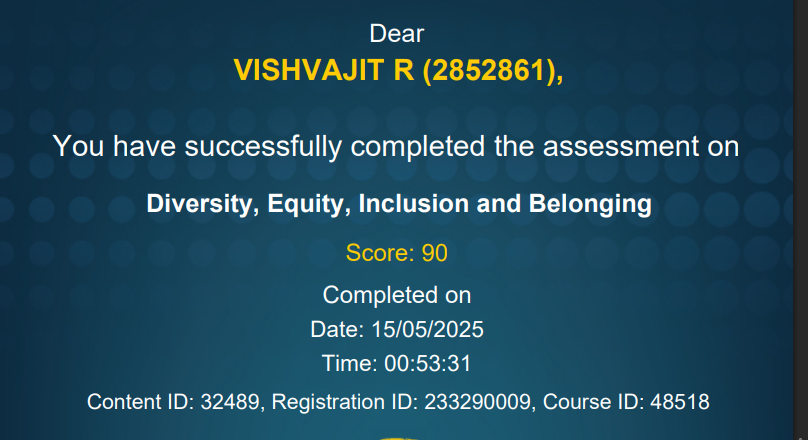 Dear
VISHVAJIT R (2852861),
You have successfully completed the assessment on
Diversity, Equity, Inclusion and Belonging
Score: 90
Completed on
Date: 15/05/2025
Time: 00:53:31
Content ID: 32489, Registration ID: 233290009, Course ID: 48518